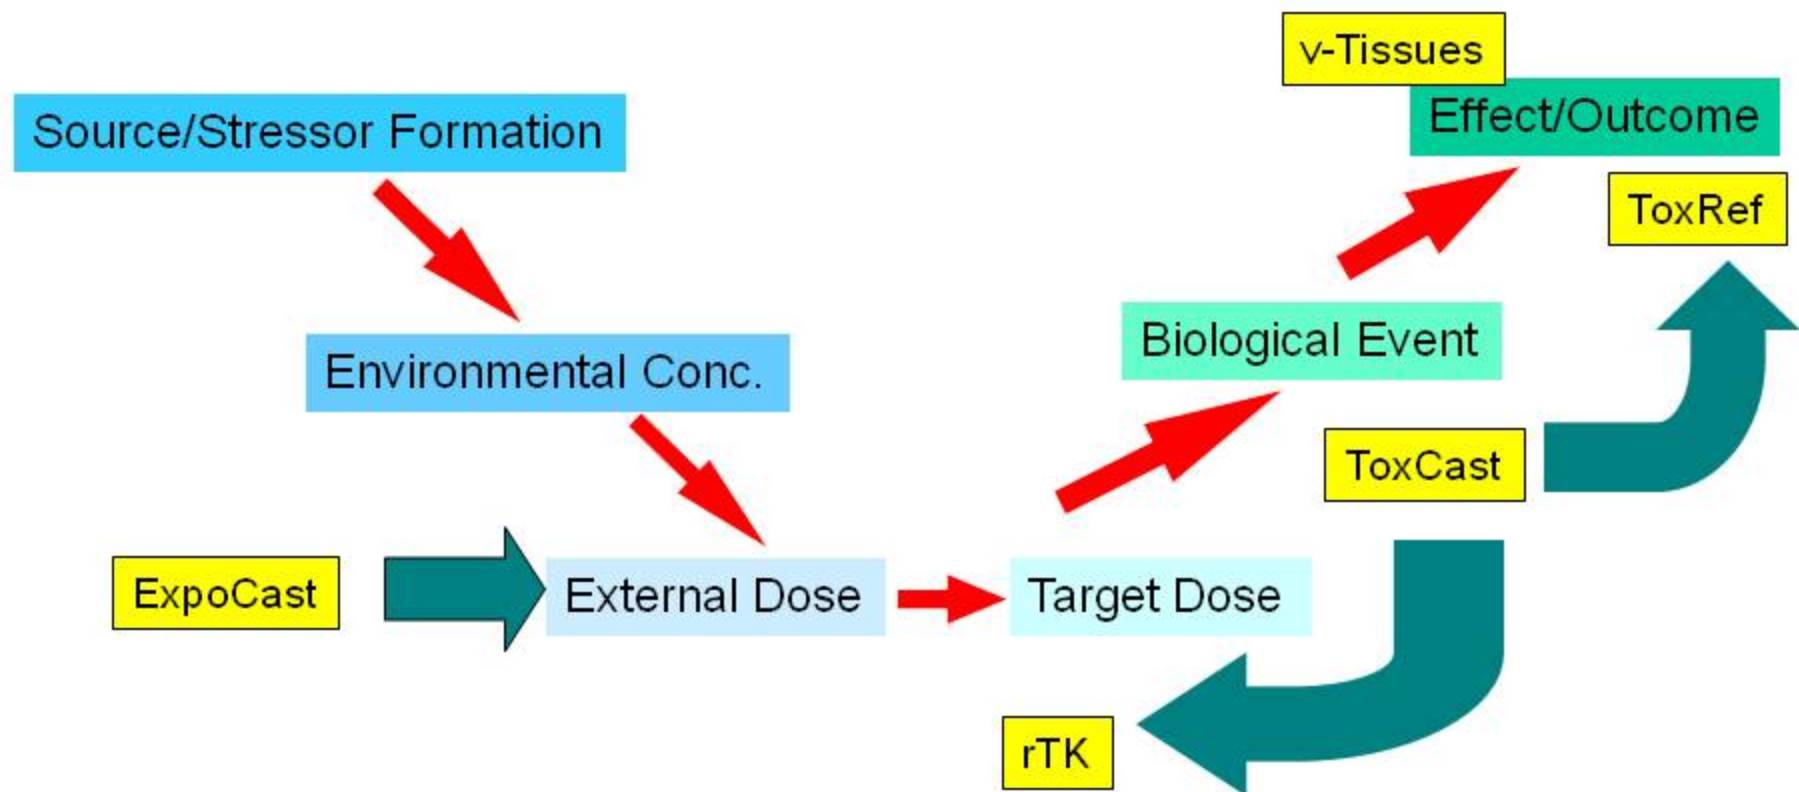 v-Tissues
Effect/Outcome
Source/Stressor Formation
ToxRef
Biological Event
Environmental Conc.
ToxCast
ExpoCast
External Dose
Target Dose
rTK